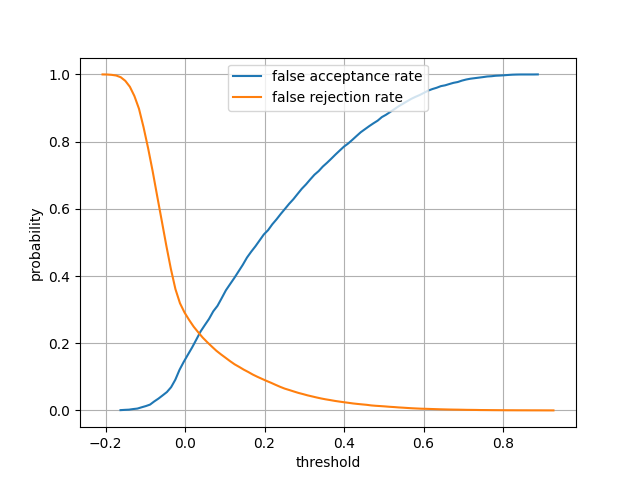 false acceptance rate
false rejection rate
1.0
0.8
0.6
0.4
0.2
0.0
probability
−0.2 0.0 0.2 0.4 0.6 0.8
threshold